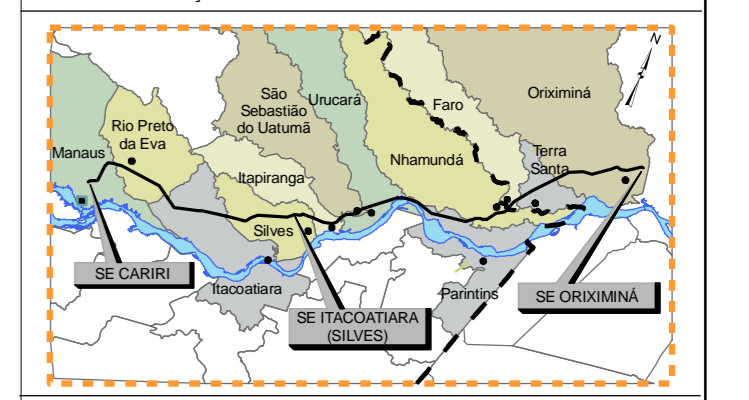 N
São
Sebastião
do Uatumã
Urucará
Faro
Oriximiná
Rio Preto
da Eva
Manaus
Nhamundá
Terra
Santa
Itapiranga
Silves
SE CARIRI
Itacoatiara
SE ITACOATIARA
(SILVES)
Parintins
SE ORIXIMINÁ